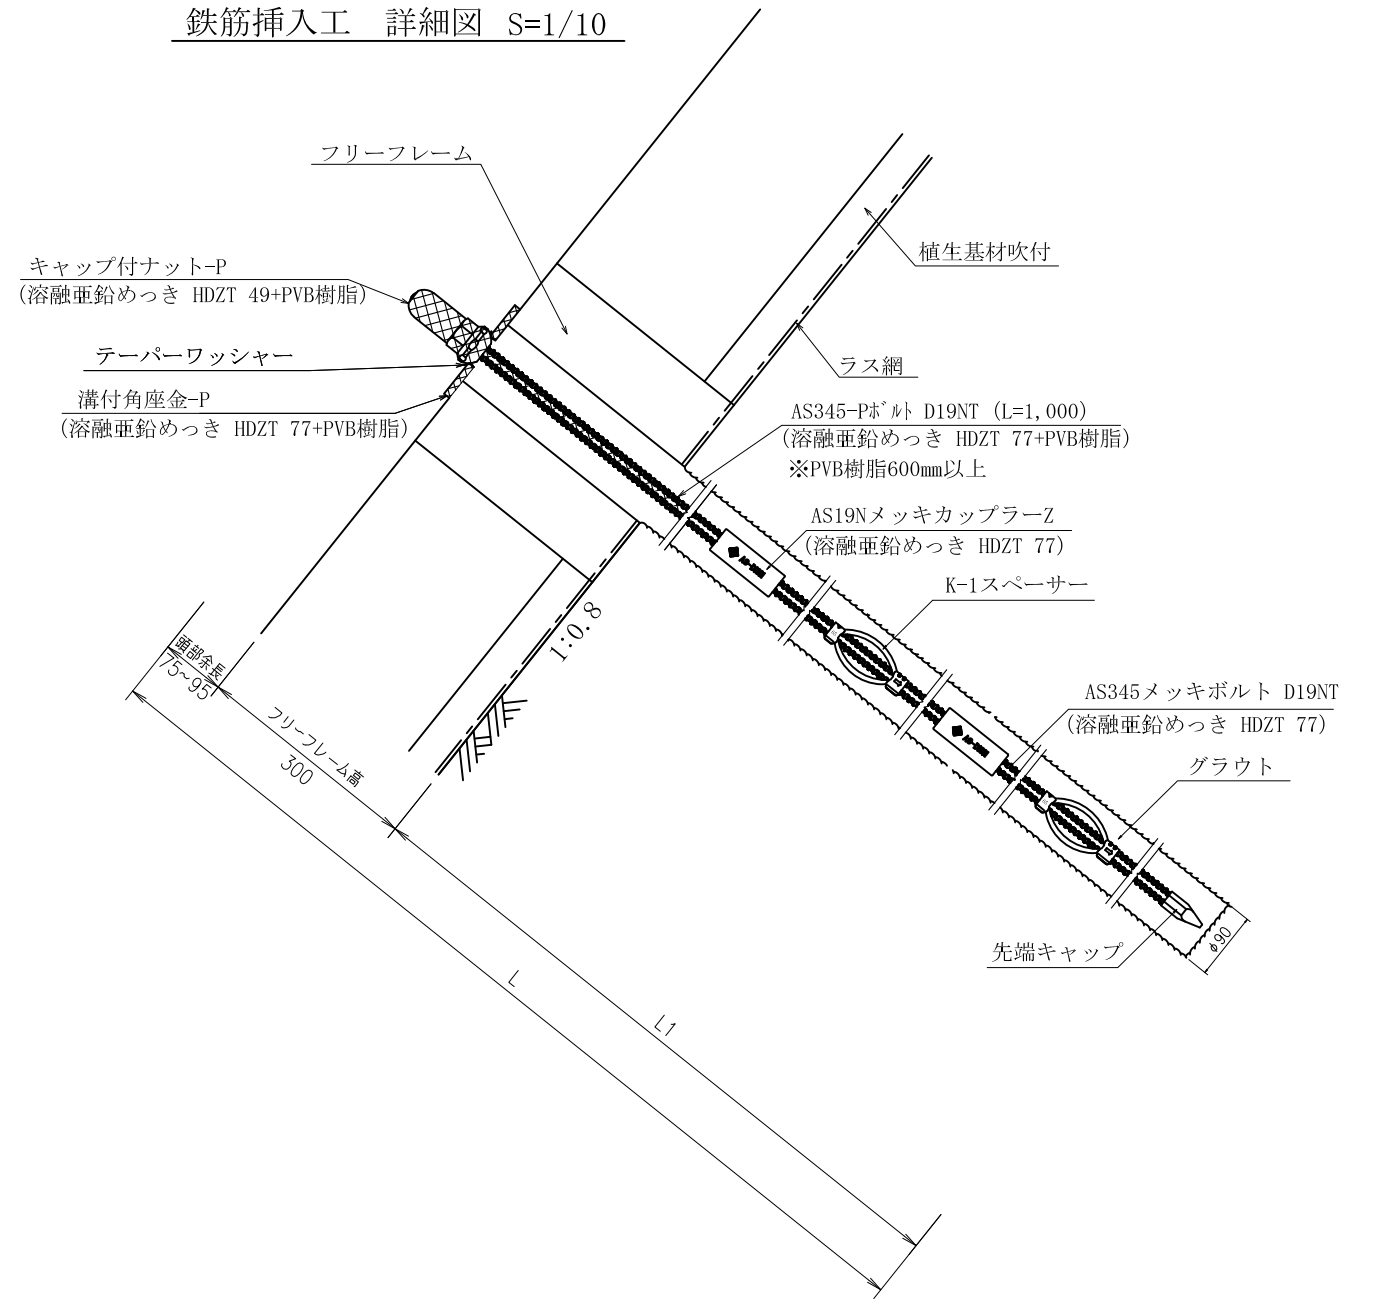 鉄筋挿入工　詳細図 S=1/10
フリーフレーム
植生基材吹付
キャップ付ナット-P
(溶融亜鉛めっき HDZT 49+PVB樹脂)
テーパーワッシャー
ラス網
溝付角座金-P
(溶融亜鉛めっき HDZT 77+PVB樹脂)
AS345-Pボルト D19NT (L=1,000)
(溶融亜鉛めっき HDZT 77+PVB樹脂)
※PVB樹脂600mm以上
AS19NメッキカップラーZ
(溶融亜鉛めっき HDZT 77)
K-1スペーサー
1:0.8
頭部余長
75~95
フリーフレーム高
300
AS345メッキボルト D19NT
(溶融亜鉛めっき HDZT 77)
グラウト
先端キャップ
φ90
L
L1